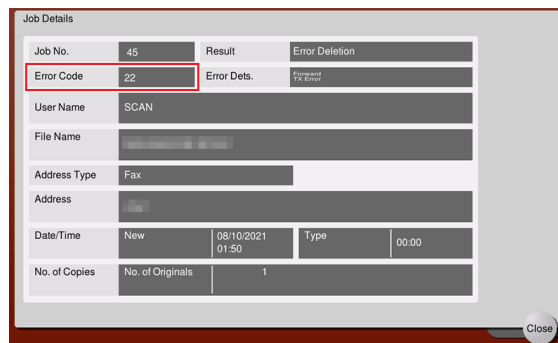 Job Details
Job No. 45 Result Error Deletion
Error Code 22 Error Dets. Forward
TX Error
User Name SCAN
File Name
Address Type Fax
Address
Date/Time New 08/10/2021 Type 00:00
01:50
No. of Copies No. of Originals 1
Close